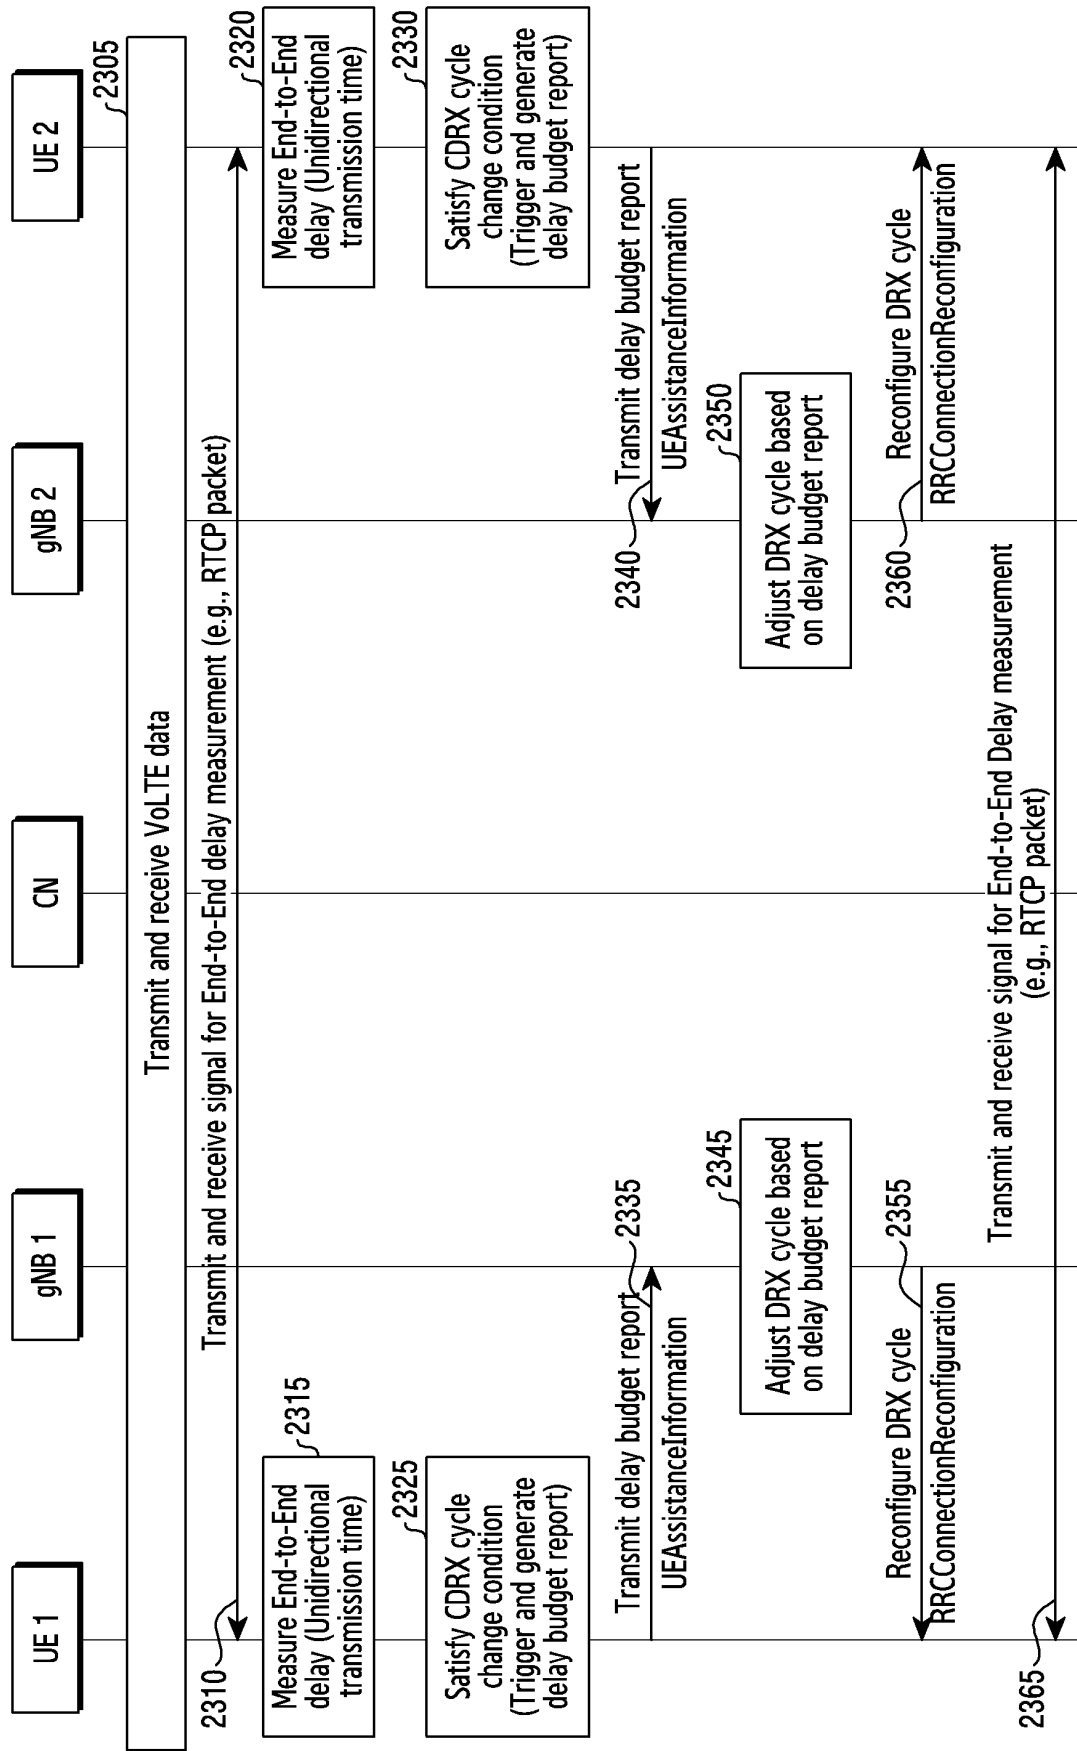 UE 1
gNB 1
CN
gNB 2
UE 2
2305
Transmit and receive VoLTE data
2310
Transmit and receive signal for End-to-End delay measurement (e.g., RTCP packet)
2315
Measure End-to-End
delay (Unidirectional
transmission time)
2320
Measure End-to-End
delay (Unidirectional
transmission time)
2325
Satisfy CDRX cycle
change condition
(Trigger and generate
delay budget report)
2330
Satisfy CDRX cycle
change condition
(Trigger and generate
delay budget report)
Transmit delay budget report
2335
UEAssistanceInformation
2340
Transmit delay budget report
UEAssistanceInformation
2345
Adjust DRX cycle based
on delay budget report
2350
Adjust DRX cycle based
on delay budget report
Reconfigure DRX cycle
2355
RRCConnectionReconfiguration
2360
Reconfigure DRX cycle
RRCConnectionReconfiguration
2365
Transmit and receive signal for End-to-End Delay measurement
(e.g., RTCP packet)